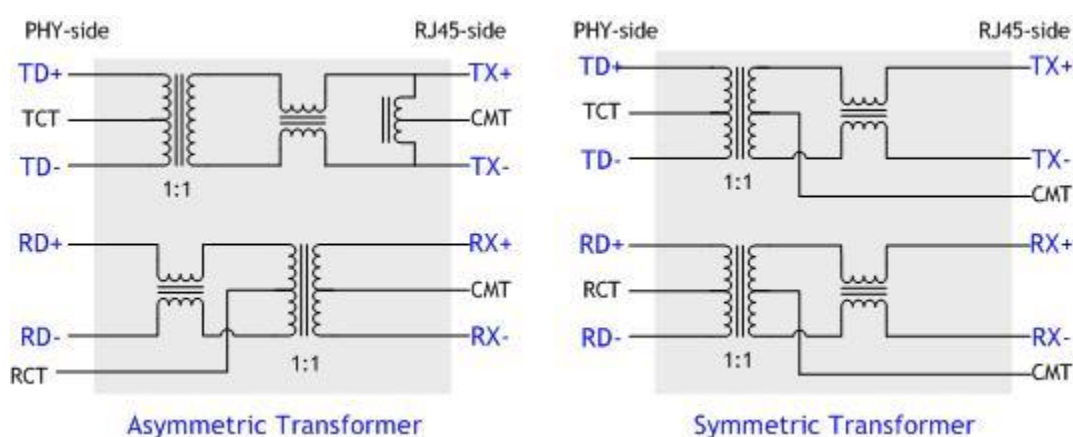 PHY-side RJ45-side
TD+ TX+
TCT CMT
TD- TX-
1:1
RD+ RX+
CMT
RD- RX-
RCT 1:1
Asymmetric Transformer
PHY-side RJ45-side
TD+ TX+
TCT
TD- TX-
1:1
CMT
RD+ RX+
RCT
RD- RX-
1:1
CMT
Symmetric Transformer